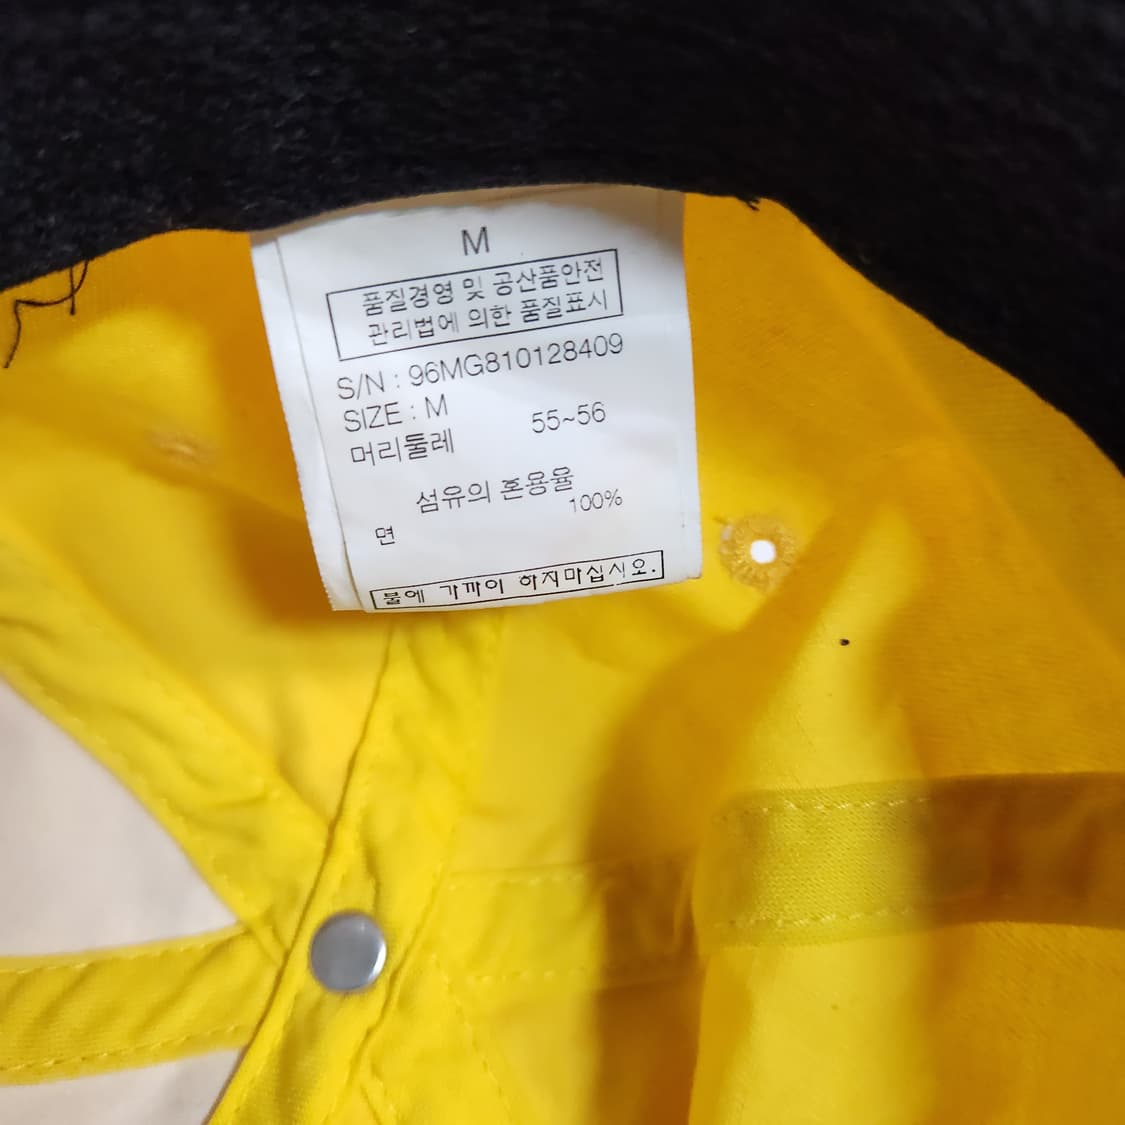 M
품질경영 및 공산품안전
관리법에 의한 품질표시
S/N : 96MG810128409
SIZE : M
머리둘레 55~56
섬유의 혼용율
면 100%
불에 가까이 하지마십시오.